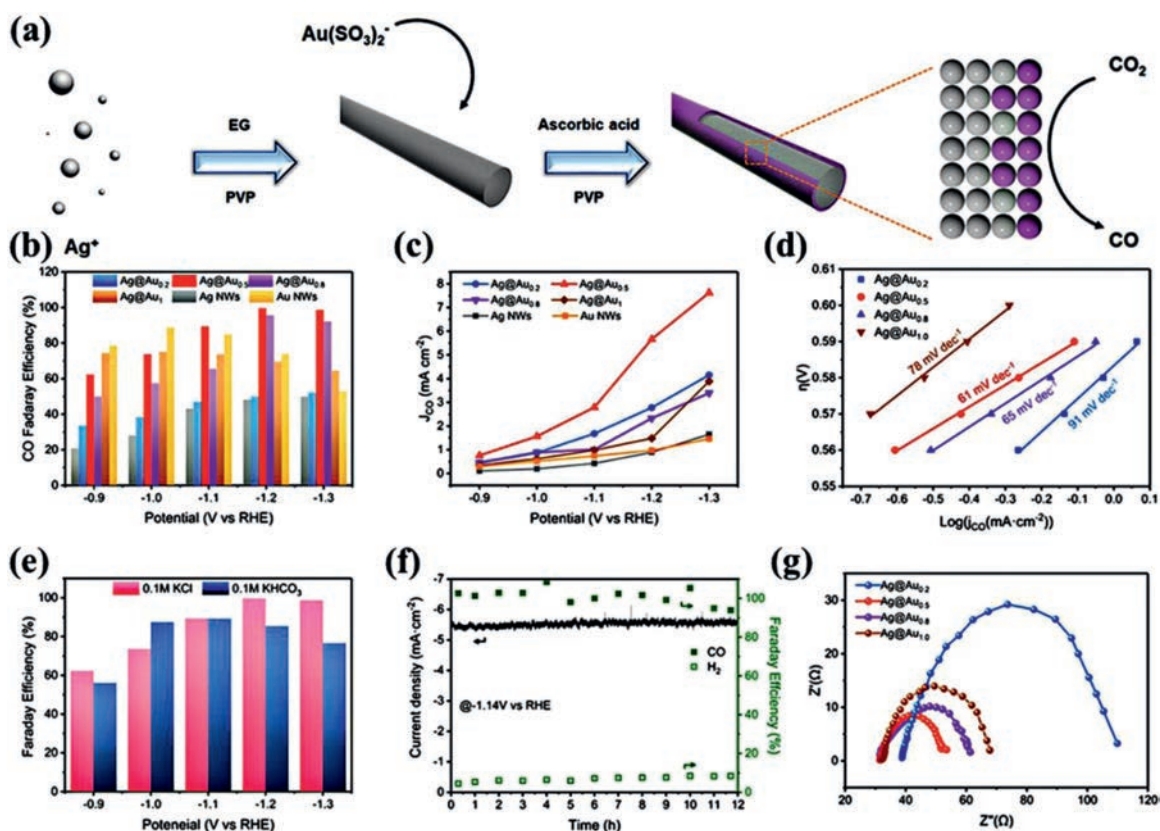 (a)
Au(SO₃)₂⁻
EG
PVP
Ascorbic acid
PVP
CO₂
CO
Ag⁺
(b)
Ag@Au₀.₂ Ag@Au₀.₅ Ag@Au₀.₈
Ag@Au₁ Ag NWs Au NWs
CO Fadaray Efficiency (%)
120
100
80
60
40
20
0
-0.9 -1.0 -1.1 -1.2 -1.3
Potential (V vs RHE)
(c)
Ag@Au₀.₂ Ag@Au₀.₅
Ag@Au₀.₈ Ag@Au₁
Ag NWs Au NWs
J_CO (mA cm⁻²)
8
7
6
5
4
3
2
1
0
-0.9 -1.0 -1.1 -1.2 -1.3
Potential (V vs RHE)
(d)
Ag@Au₀.₂
Ag@Au₀.₅
Ag@Au₀.₈
Ag@Au₁.₀
78 mV dec⁻¹
61 mV dec⁻¹
65 mV dec⁻¹
91 mV dec⁻¹
η(V)
0.61
0.60
0.59
0.58
0.57
0.56
0.55
-0.7 -0.6 -0.5 -0.4 -0.3 -0.2 -0.1 0.0 0.1
Log(j_CO(mA·cm⁻²))
(e)
0.1M KCl 0.1M KHCO₃
Faraday Efficiency (%)
100
80
60
40
20
0
-0.9 -1.0 -1.1 -1.2 -1.3
Poteneial (V vs RHE)
(f)
Current density (mA·cm⁻²)
-7
-6
-5
-4
-3
-2
-1
0
CO
H₂
@-1.14V vs RHE
100
80
60
40
20
0
Faraday Effciency (%)
0 1 2 3 4 5 6 7 8 9 10 11 12
Time (h)
(g)
Ag@Au₀.₂
Ag@Au₀.₅
Ag@Au₀.₈
Ag@Au₁.₀
Z'(Ω)
30
20
10
0
20 40 60 80 100 120
Z''(Ω)